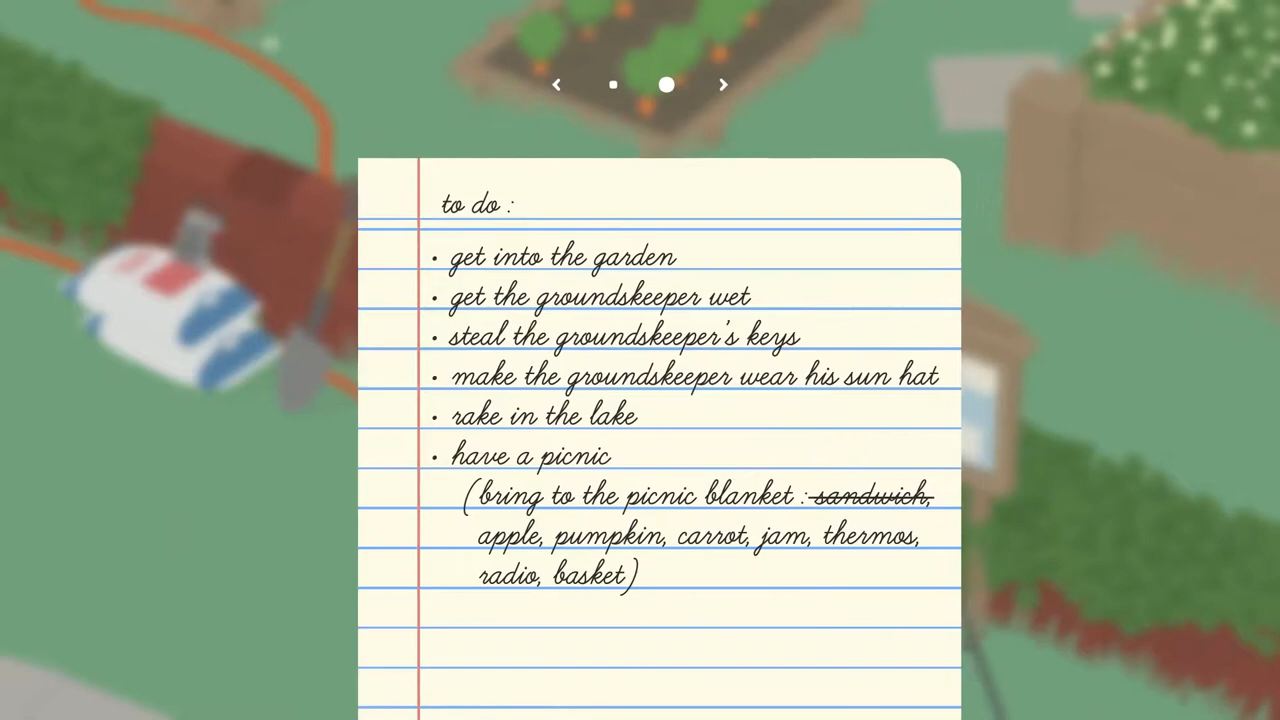 to do :
• get into the garden
• get the groundskeeper wet
• steal the groundskeeper's keys
• make the groundskeeper wear his sun hat
• rake in the lake
• have a picnic
(bring to the picnic blanket : sandwich,
apple, pumpkin, carrot, jam, thermos,
radio, basket)